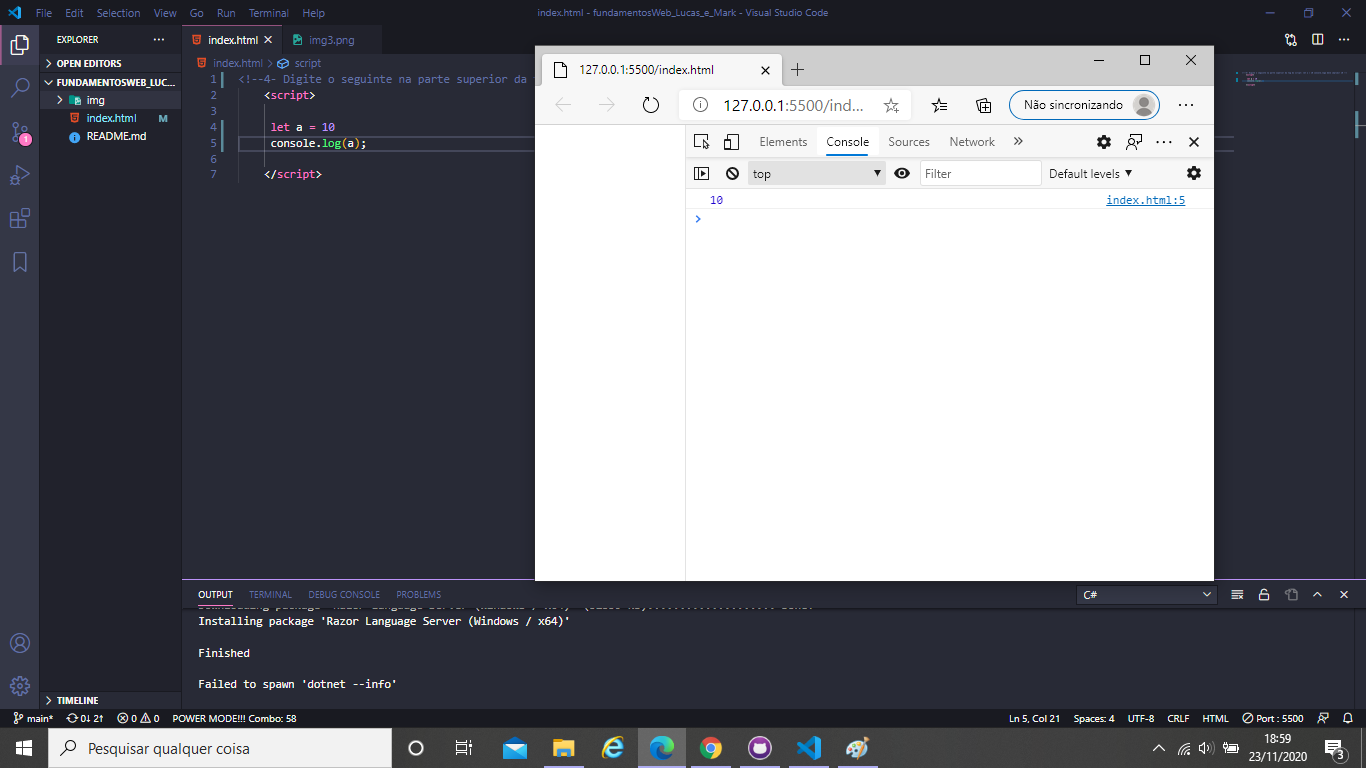 File Edit Selection View Go Run Terminal Help
index.html - fundamentosWeb_Lucas_e_Mark - Visual Studio Code
EXPLORER
OPEN EDITORS
FUNDAMENTOSWEB_LUC...
img
index.html M
README.md
TIMELINE
1
index.html
img3.png
index.html > script
1 <!--4- Digite o seguinte na parte superior da
2 <script>
3
4 let a = 10
5 console.log(a);
6
7 </script>
127.0.0.1:5500/index.html
127.0.0.1:5500/ind...
Não sincronizando
Elements Console Sources Network
top Filter Default levels
10 index.html:5
OUTPUT TERMINAL DEBUG CONSOLE PROBLEMS
C#
Installing package 'Razor Language Server (Windows / x64)'
Finished
Failed to spawn 'dotnet --info'
main* 0↓ 2↑ 0 0 POWER MODE!!! Combo: 58
Ln 5, Col 21 Spaces: 4 UTF-8 CRLF HTML Port : 5500
Pesquisar qualquer coisa
18:59
23/11/2020
3